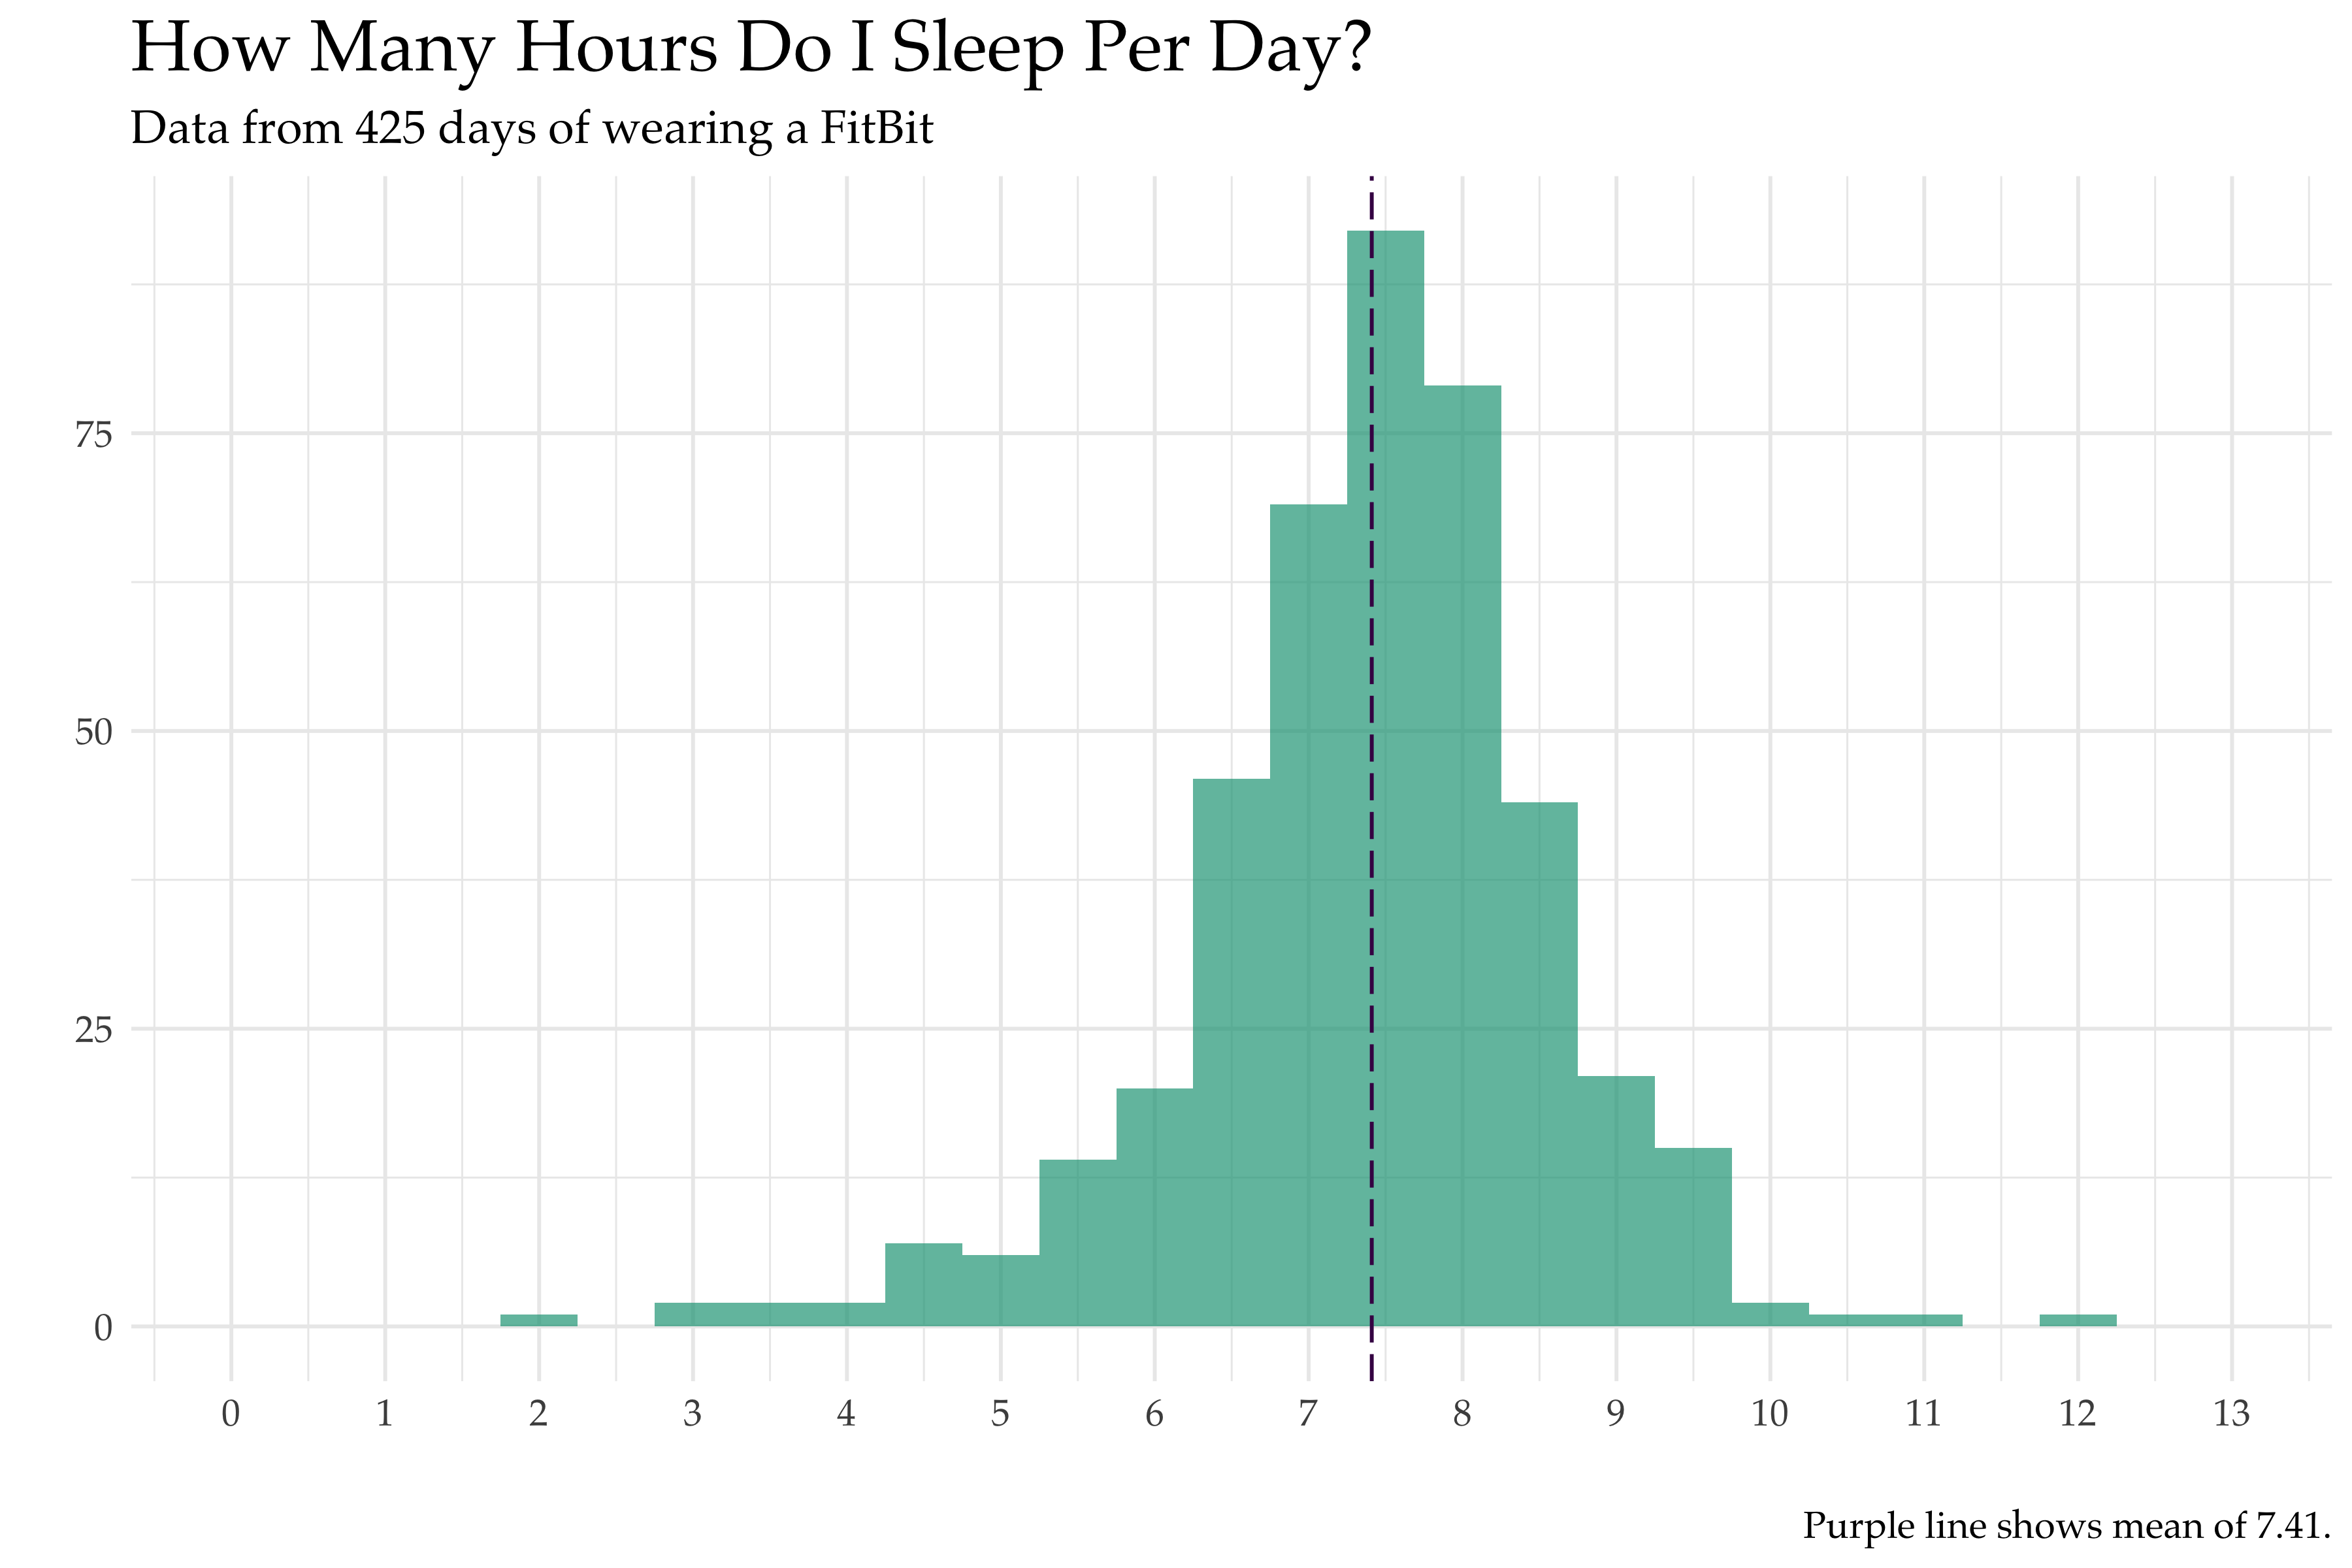 How Many Hours Do I Sleep Per Day?
Data from 425 days of wearing a FitBit
75
50
25
0
0 1 2 3 4 5 6 7 8 9 10 11 12 13
Purple line shows mean of 7.41.